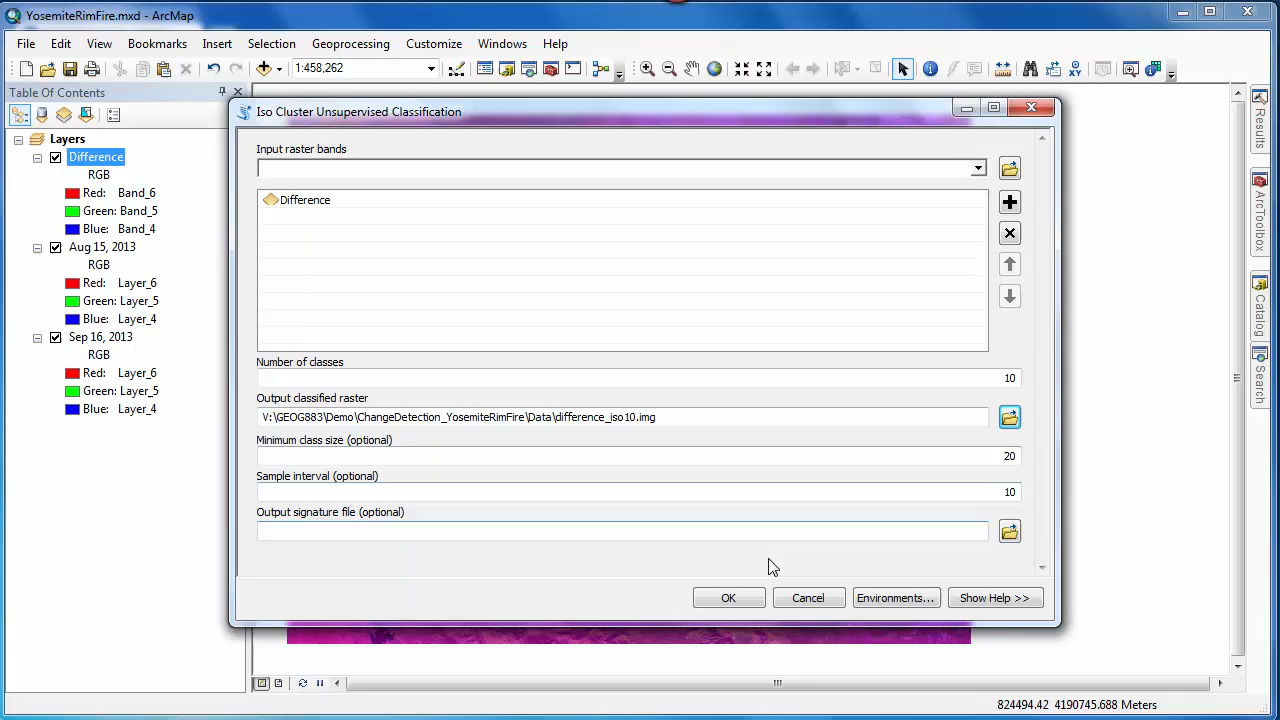 YosemiteRimFire.mxd - ArcMap
File Edit View Bookmarks Insert Selection Geoprocessing Customize Windows Help
1:458,262
Table Of Contents
Layers
Difference
RGB
Red: Band_6
Green: Band_5
Blue: Band_4
Aug 15, 2013
RGB
Red: Layer_6
Green: Layer_5
Blue: Layer_4
Sep 16, 2013
RGB
Red: Layer_6
Green: Layer_5
Blue: Layer_4
Iso Cluster Unsupervised Classification
Input raster bands
Difference
Number of classes
10
Output classified raster
V:\GEOG883\Demo\ChangeDetection_YosemiteRimFire\Data\difference_iso10.img
Minimum class size (optional)
20
Sample interval (optional)
10
Output signature file (optional)
OK Cancel Environments... Show Help >>
Results
ArcToolbox
Catalog
Search
824494.42 4190745.688 Meters